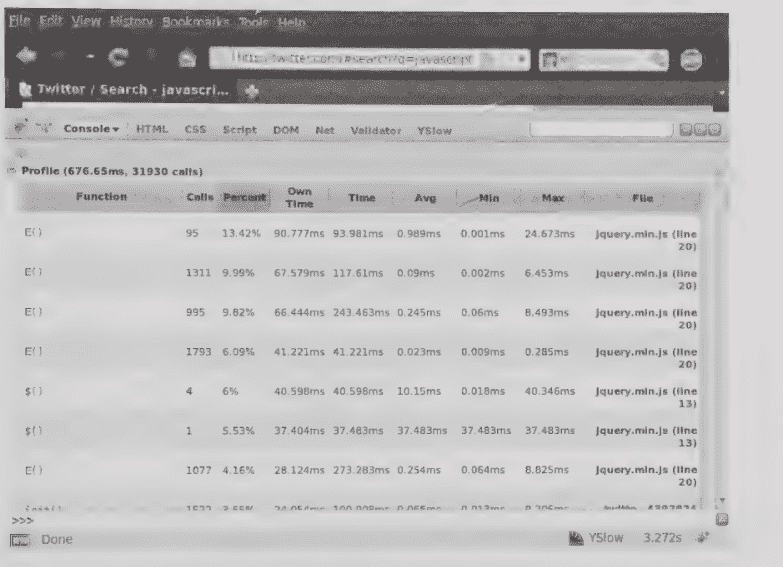 File Edit View History Bookmarks Tools Help
Twitter / Search - javascri...
Console HTML CSS Script DOM Net Validator YSlow
Profile (676.65ms, 31930 calls)
Function Calls Percent Own Time Time Avg Min Max File
E() 95 13.42% 90.777ms 93.981ms 0.989ms 0.001ms 24.673ms jquery.min.js (line 20)
E() 1311 9.99% 67.579ms 117.61ms 0.09ms 0.002ms 6.453ms jquery.min.js (line 20)
E() 995 9.82% 66.444ms 243.463ms 0.245ms 0.06ms 8.493ms jquery.min.js (line 20)
E() 1793 6.09% 41.221ms 41.221ms 0.023ms 0.009ms 0.285ms jquery.min.js (line 20)
$() 4 6% 40.598ms 40.598ms 10.15ms 0.018ms 40.346ms jquery.min.js (line 13)
$() 1 5.53% 37.404ms 37.483ms 37.483ms 37.483ms 37.483ms jquery.min.js (line 13)
E() 1077 4.16% 28.124ms 273.283ms 0.254ms 0.064ms 8.825ms jquery.min.js (line 20)
>>>
Done YSlow 3.272s